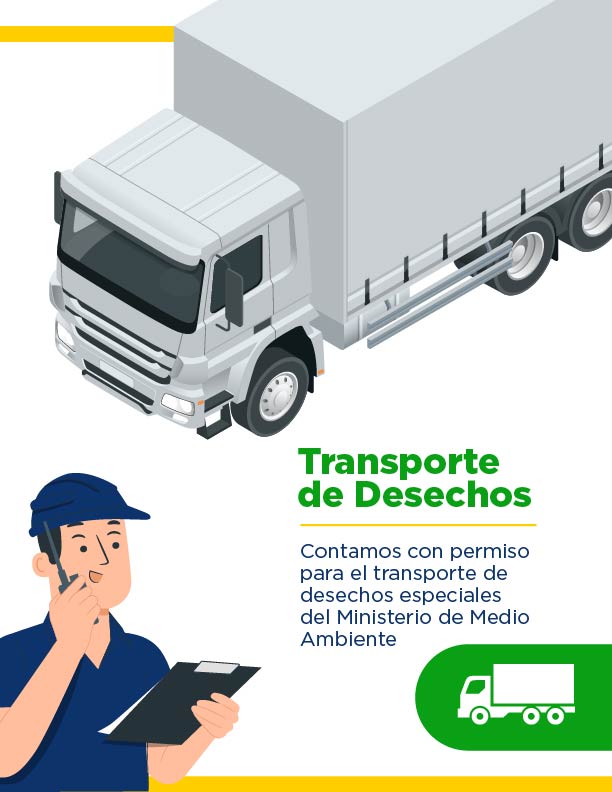 Transporte
de Desechos
Contamos con permiso
para el transporte de
desechos especiales
del Ministerio de Medio
Ambiente